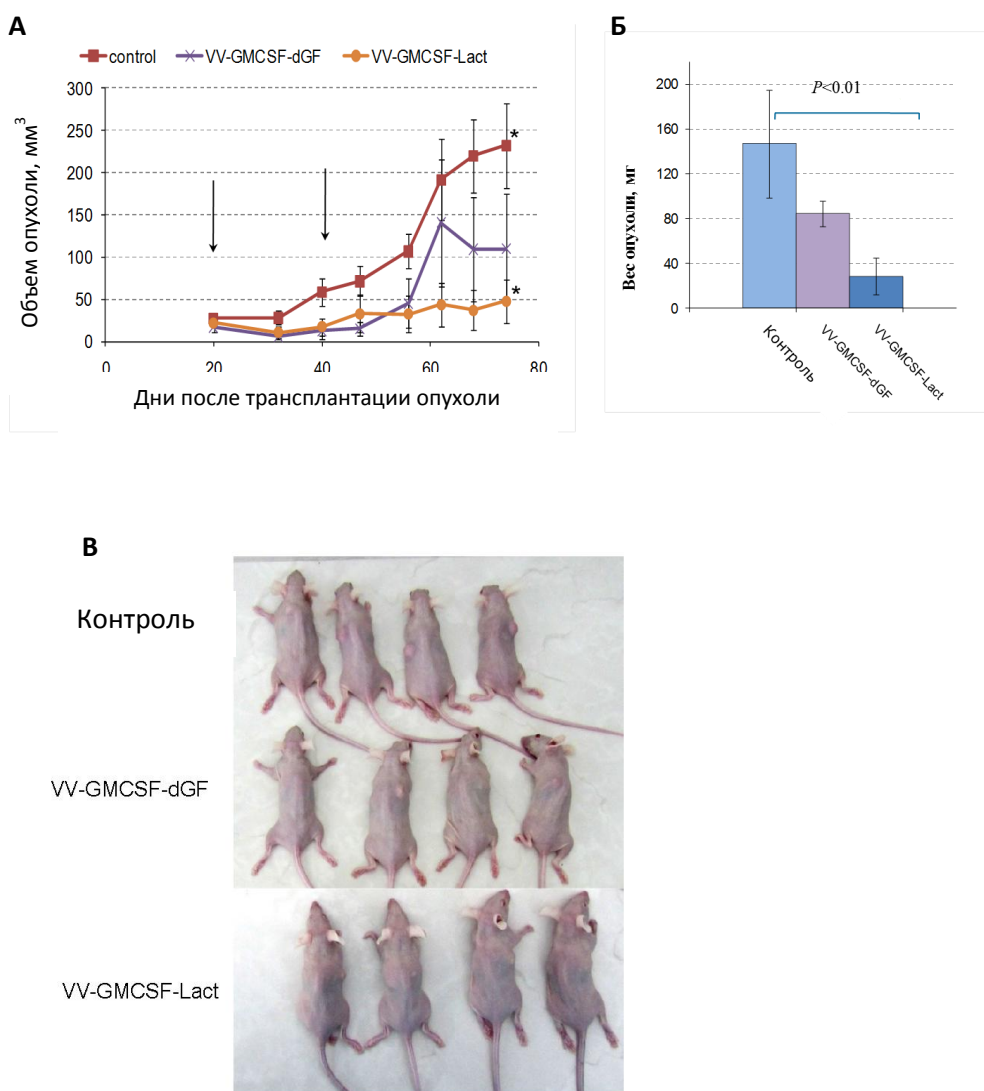 А
control VV-GMCSF-dGF VV-GMCSF-Lact
Объем опухоли, мм³
300
250
200
150
100
50
0
*
*
0 20 40 60 80
Дни после трансплантации опухоли
Б
P<0.01
Вес опухоли, мг
200
160
120
80
40
0
Контроль
VV-GMCSF-dGF
VV-GMCSF-Lact
В
Контроль
VV-GMCSF-dGF
VV-GMCSF-Lact